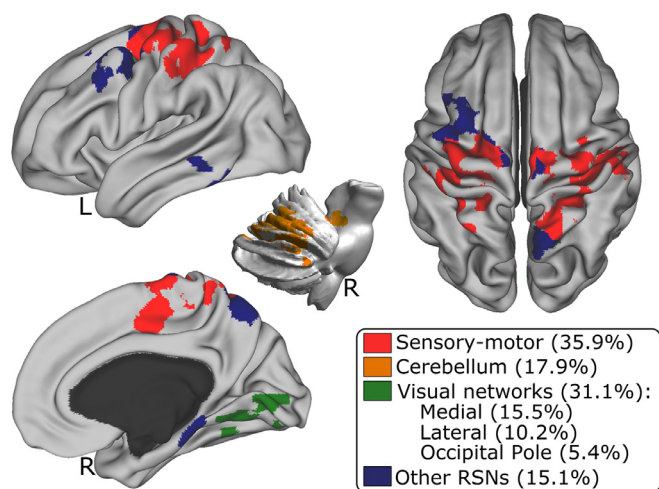 L
R
R
Sensory-motor (35.9%)
Cerebellum (17.9%)
Visual networks (31.1%):
Medial (15.5%)
Lateral (10.2%)
Occipital Pole (5.4%)
Other RSNs (15.1%)